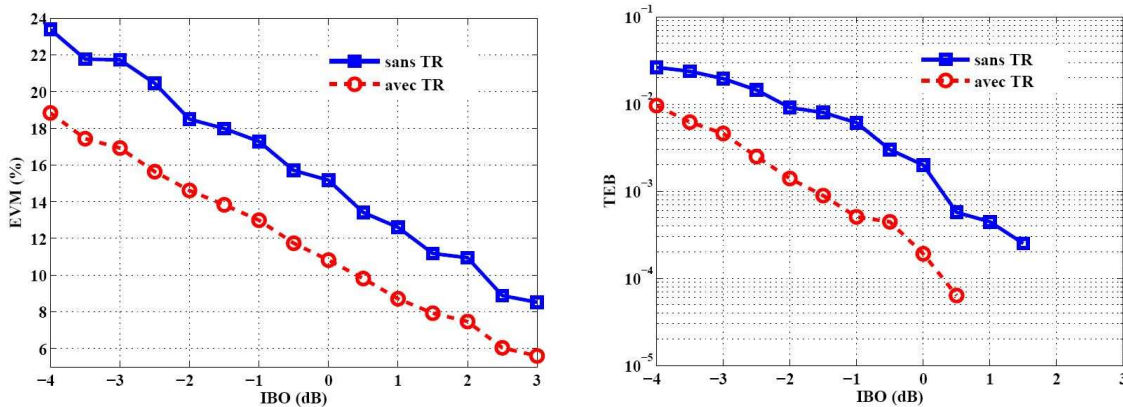 24
22
20
18
16
14
12
10
8
6
EVM (%)
sans TR
avec TR
−4 −3 −2 −1 0 1 2 3
IBO (dB)
10−1
10−2
10−3
10−4
10−5
TEB
sans TR
avec TR
−4 −3 −2 −1 0 1 2 3
IBO (dB)